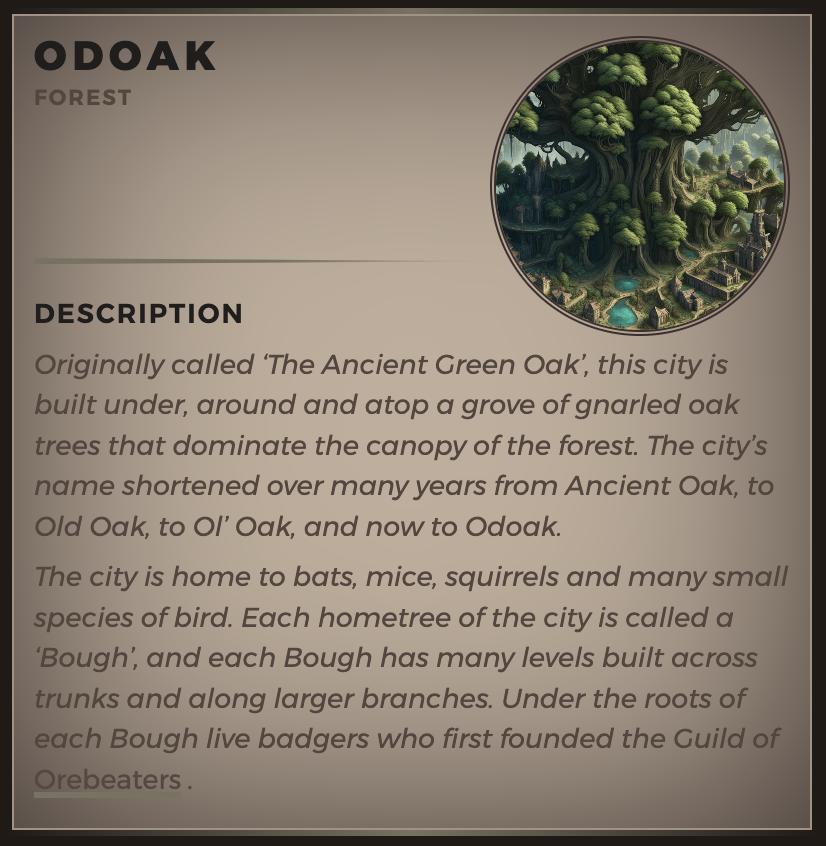 ODOAK
FOREST
DESCRIPTION
Originally called ‘The Ancient Green Oak’, this city is
built under, around and atop a grove of gnarled oak
trees that dominate the canopy of the forest. The city’s
name shortened over many years from Ancient Oak, to
Old Oak, to Ol’ Oak, and now to Odoak.
The city is home to bats, mice, squirrels and many small
species of bird. Each hometree of the city is called a
‘Bough’, and each Bough has many levels built across
trunks and along larger branches. Under the roots of
each Bough live badgers who first founded the Guild of
Orebeaters .